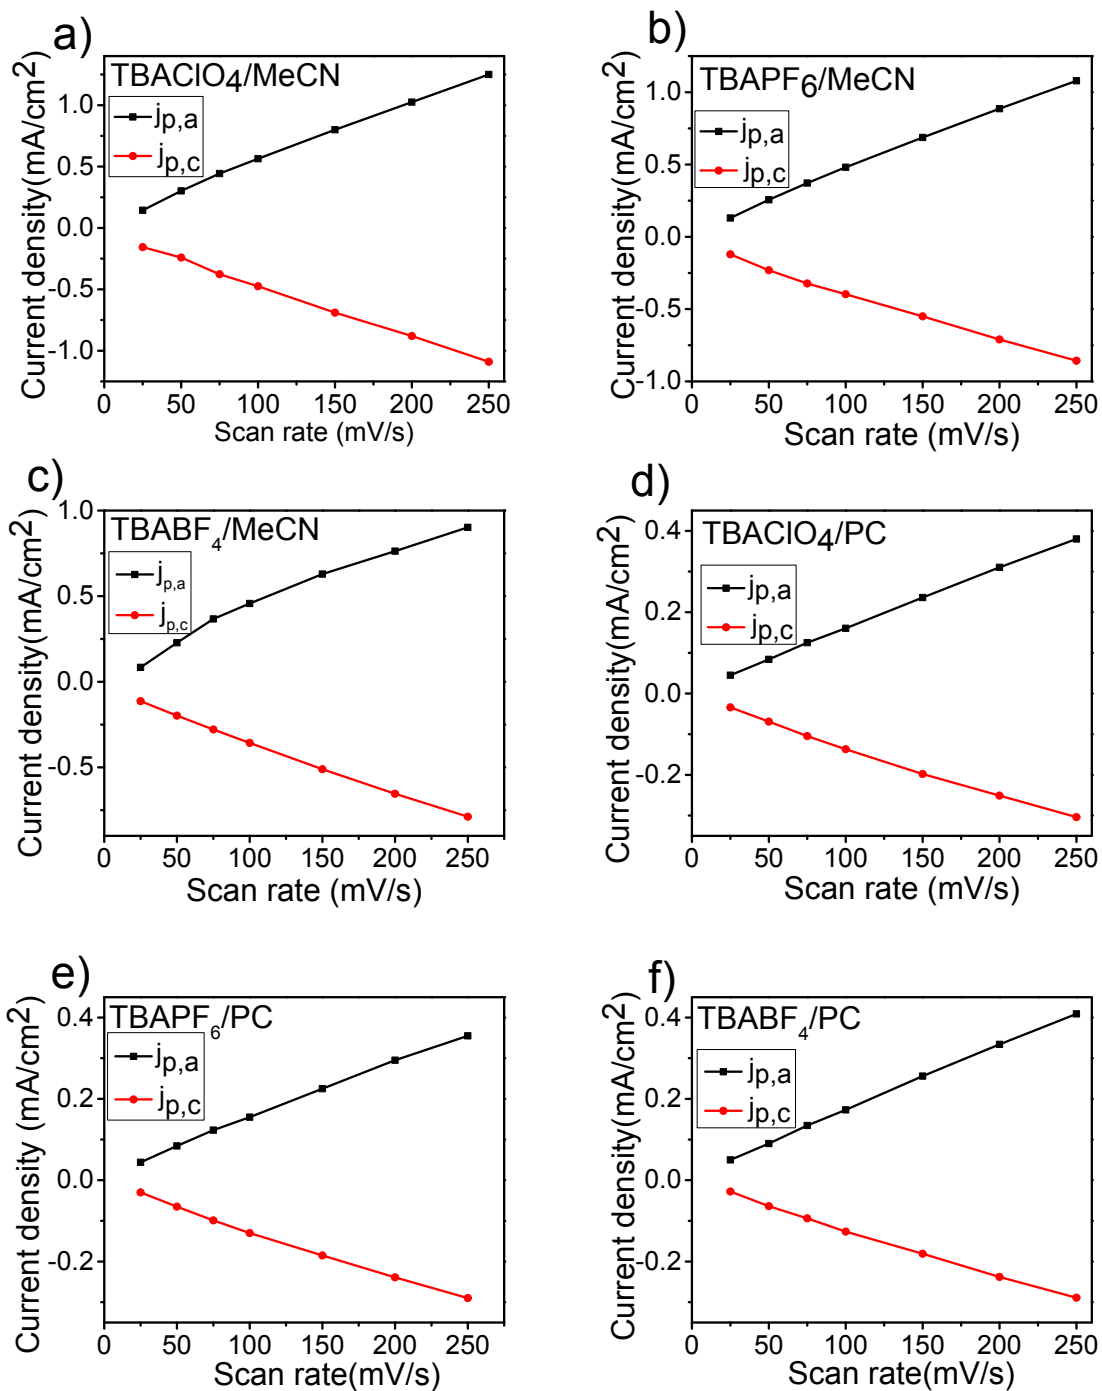 a)
TBAClO4/MeCN
jp,a
jp,c
Current density(mA/cm2)
1.0
0.5
0.0
-0.5
-1.0
0 50 100 150 200 250
Scan rate (mV/s)
b)
TBAPF6/MeCN
jp,a
jp,c
Current density(mA/cm2)
1.0
0.5
0.0
-0.5
-1.0
0 50 100 150 200 250
Scan rate (mV/s)
c)
TBABF4/MeCN
jp,a
jp,c
Current density(mA/cm2)
1.0
0.5
0.0
-0.5
0 50 100 150 200 250
Scan rate (mV/s)
d)
TBAClO4/PC
jp,a
jp,c
Current density(mA/cm2)
0.4
0.2
0.0
-0.2
0 50 100 150 200 250
Scan rate (mV/s)
e)
TBAPF6/PC
jp,a
jp,c
Current density (mA/cm2)
0.4
0.2
0.0
-0.2
0 50 100 150 200 250
Scan rate(mV/s)
f)
TBABF4/PC
jp,a
jp,c
Current density(mA/cm2)
0.4
0.2
0.0
-0.2
0 50 100 150 200 250
Scan rate(mV/s)